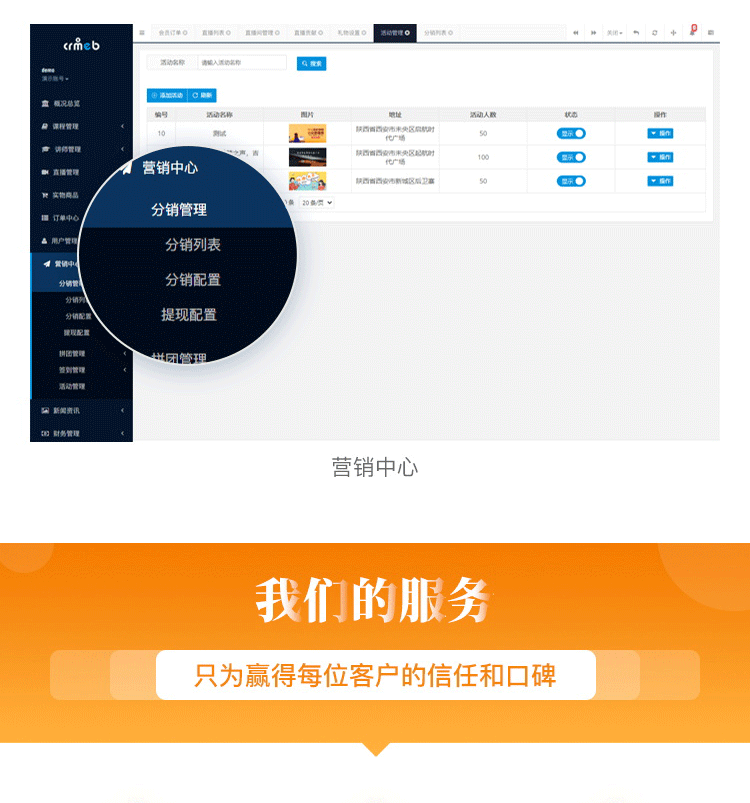 crmeb
会员订单
直播列表
直播间管理
直播贡献
礼物设置
活动管理
分销列表
关闭
demo
演示账号
活动名称
请输入活动名称
搜索
概况总览
添加活动
刷新
课程管理
编号 活动名称 图片 地址 活动人数 状态 操作
讲师管理
10 测试 陕西省西安市未央区启航时代广场 50 显示 操作
直播管理
陕西省西安市未央区起航时代广场 100 显示 操作
实物商品
陕西省西安市新城区后卫寨 50 显示 操作
订单中心
条 20 条/页
用户管理
营销中心
分销管理
分销列表
分销配置
提现配置
拼团管理
营销中心
分销管
分销列
分销配置
提现配置
拼团管理
签到管理
活动管理
新闻资讯
财务管理
营销中心
我们的服务
只为赢得每位客户的信任和口碑